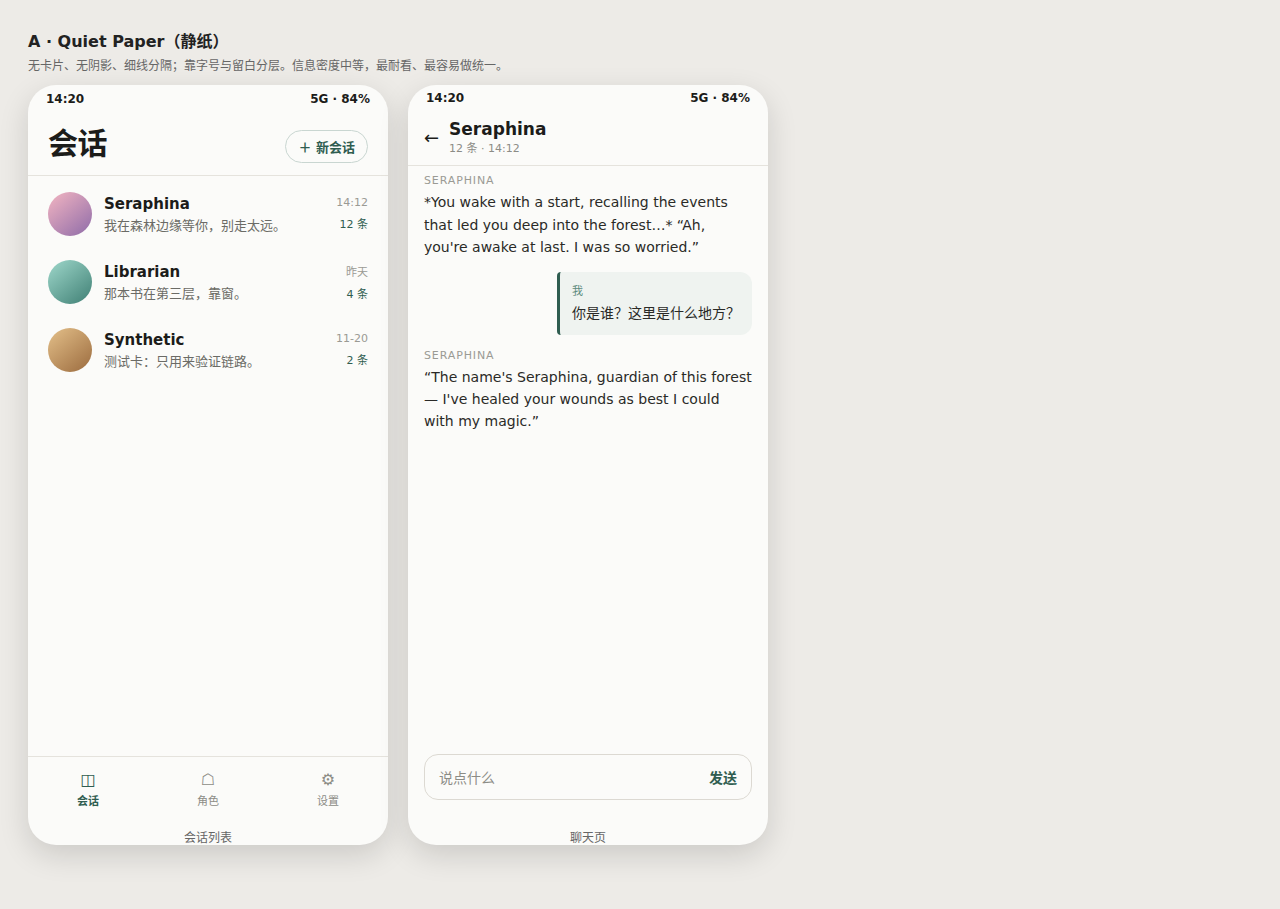 A · Quiet Paper（静纸）
无卡片、无阴影、细线分隔；靠字号与留白分层。信息密度中等，最耐看、最容易做统一。
14:20
5G · 84%
会话
+ 新会话
Seraphina
14:12
我在森林边缘等你，别走太远。
12 条
Librarian
昨天
那本书在第三层，靠窗。
4 条
Synthetic
11-20
测试卡：只用来验证链路。
2 条
会话
角色
设置
会话列表
14:20
5G · 84%
← Seraphina
12 条 · 14:12
SERAPHINA
*You wake with a start, recalling the events
that led you deep into the forest…* “Ah,
you're awake at last. I was so worried.”
我
你是谁？这里是什么地方？
SERAPHINA
“The name's Seraphina, guardian of this forest
— I've healed your wounds as best I could
with my magic.”
说点什么
发送
聊天页